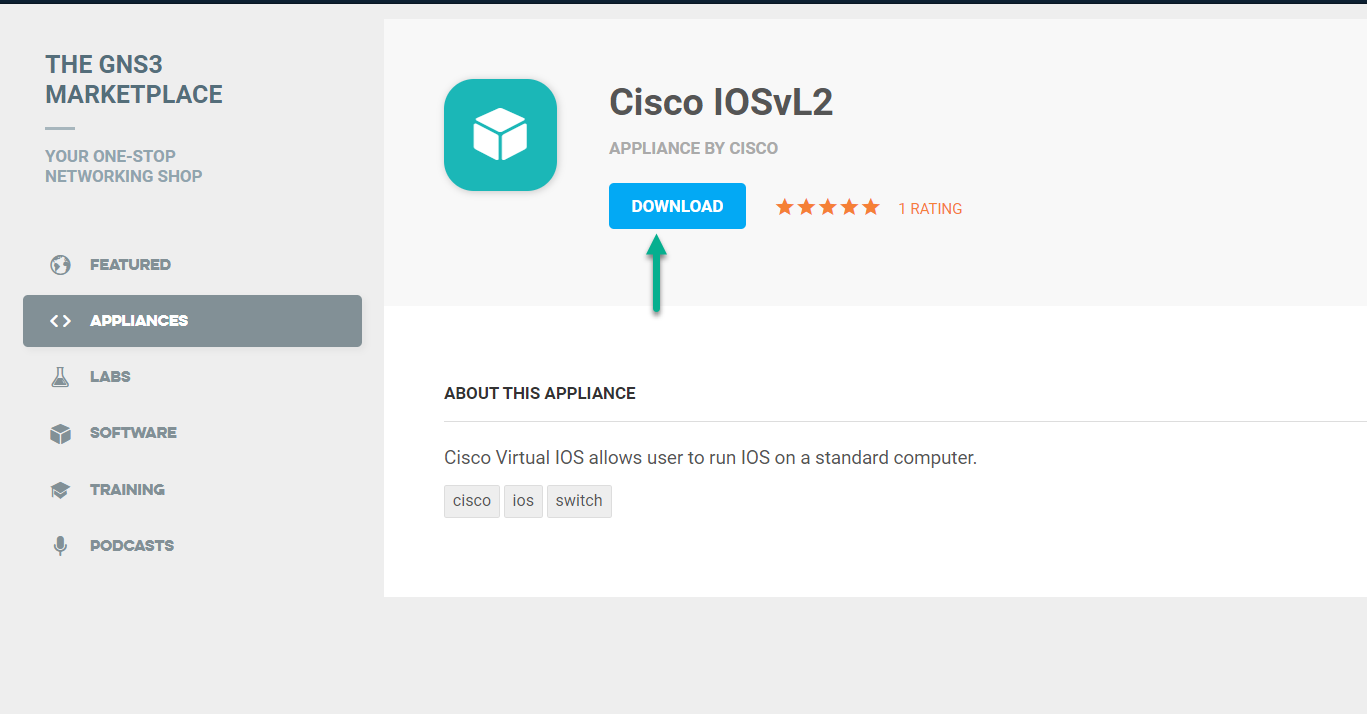 THE GNS3
MARKETPLACE
YOUR ONE-STOP
NETWORKING SHOP
FEATURED
APPLIANCES
LABS
SOFTWARE
TRAINING
PODCASTS
Cisco IOSvL2
APPLIANCE BY CISCO
DOWNLOAD
1 RATING
ABOUT THIS APPLIANCE
Cisco Virtual IOS allows user to run IOS on a standard computer.
cisco ios switch